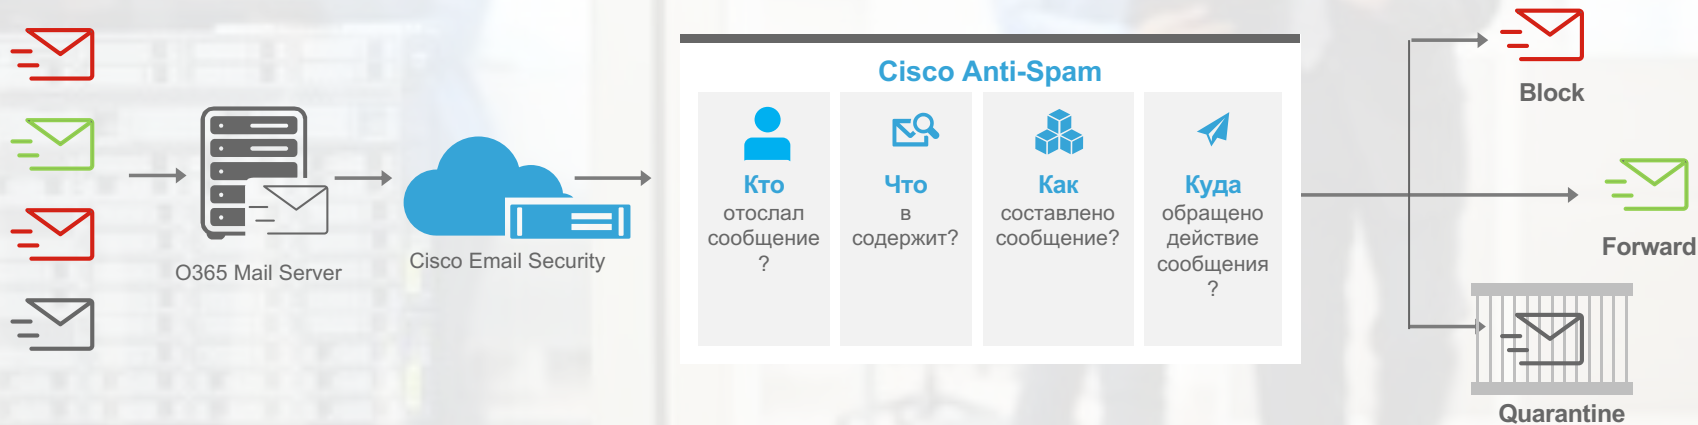 O365 Mail Server
Cisco Email Security
Cisco Anti-Spam
Кто
отослал
сообщение
?
Что
в
содержит?
Как
составлено
сообщение?
Куда
обращено
действие
сообщения
?
Block
Forward
Quarantine